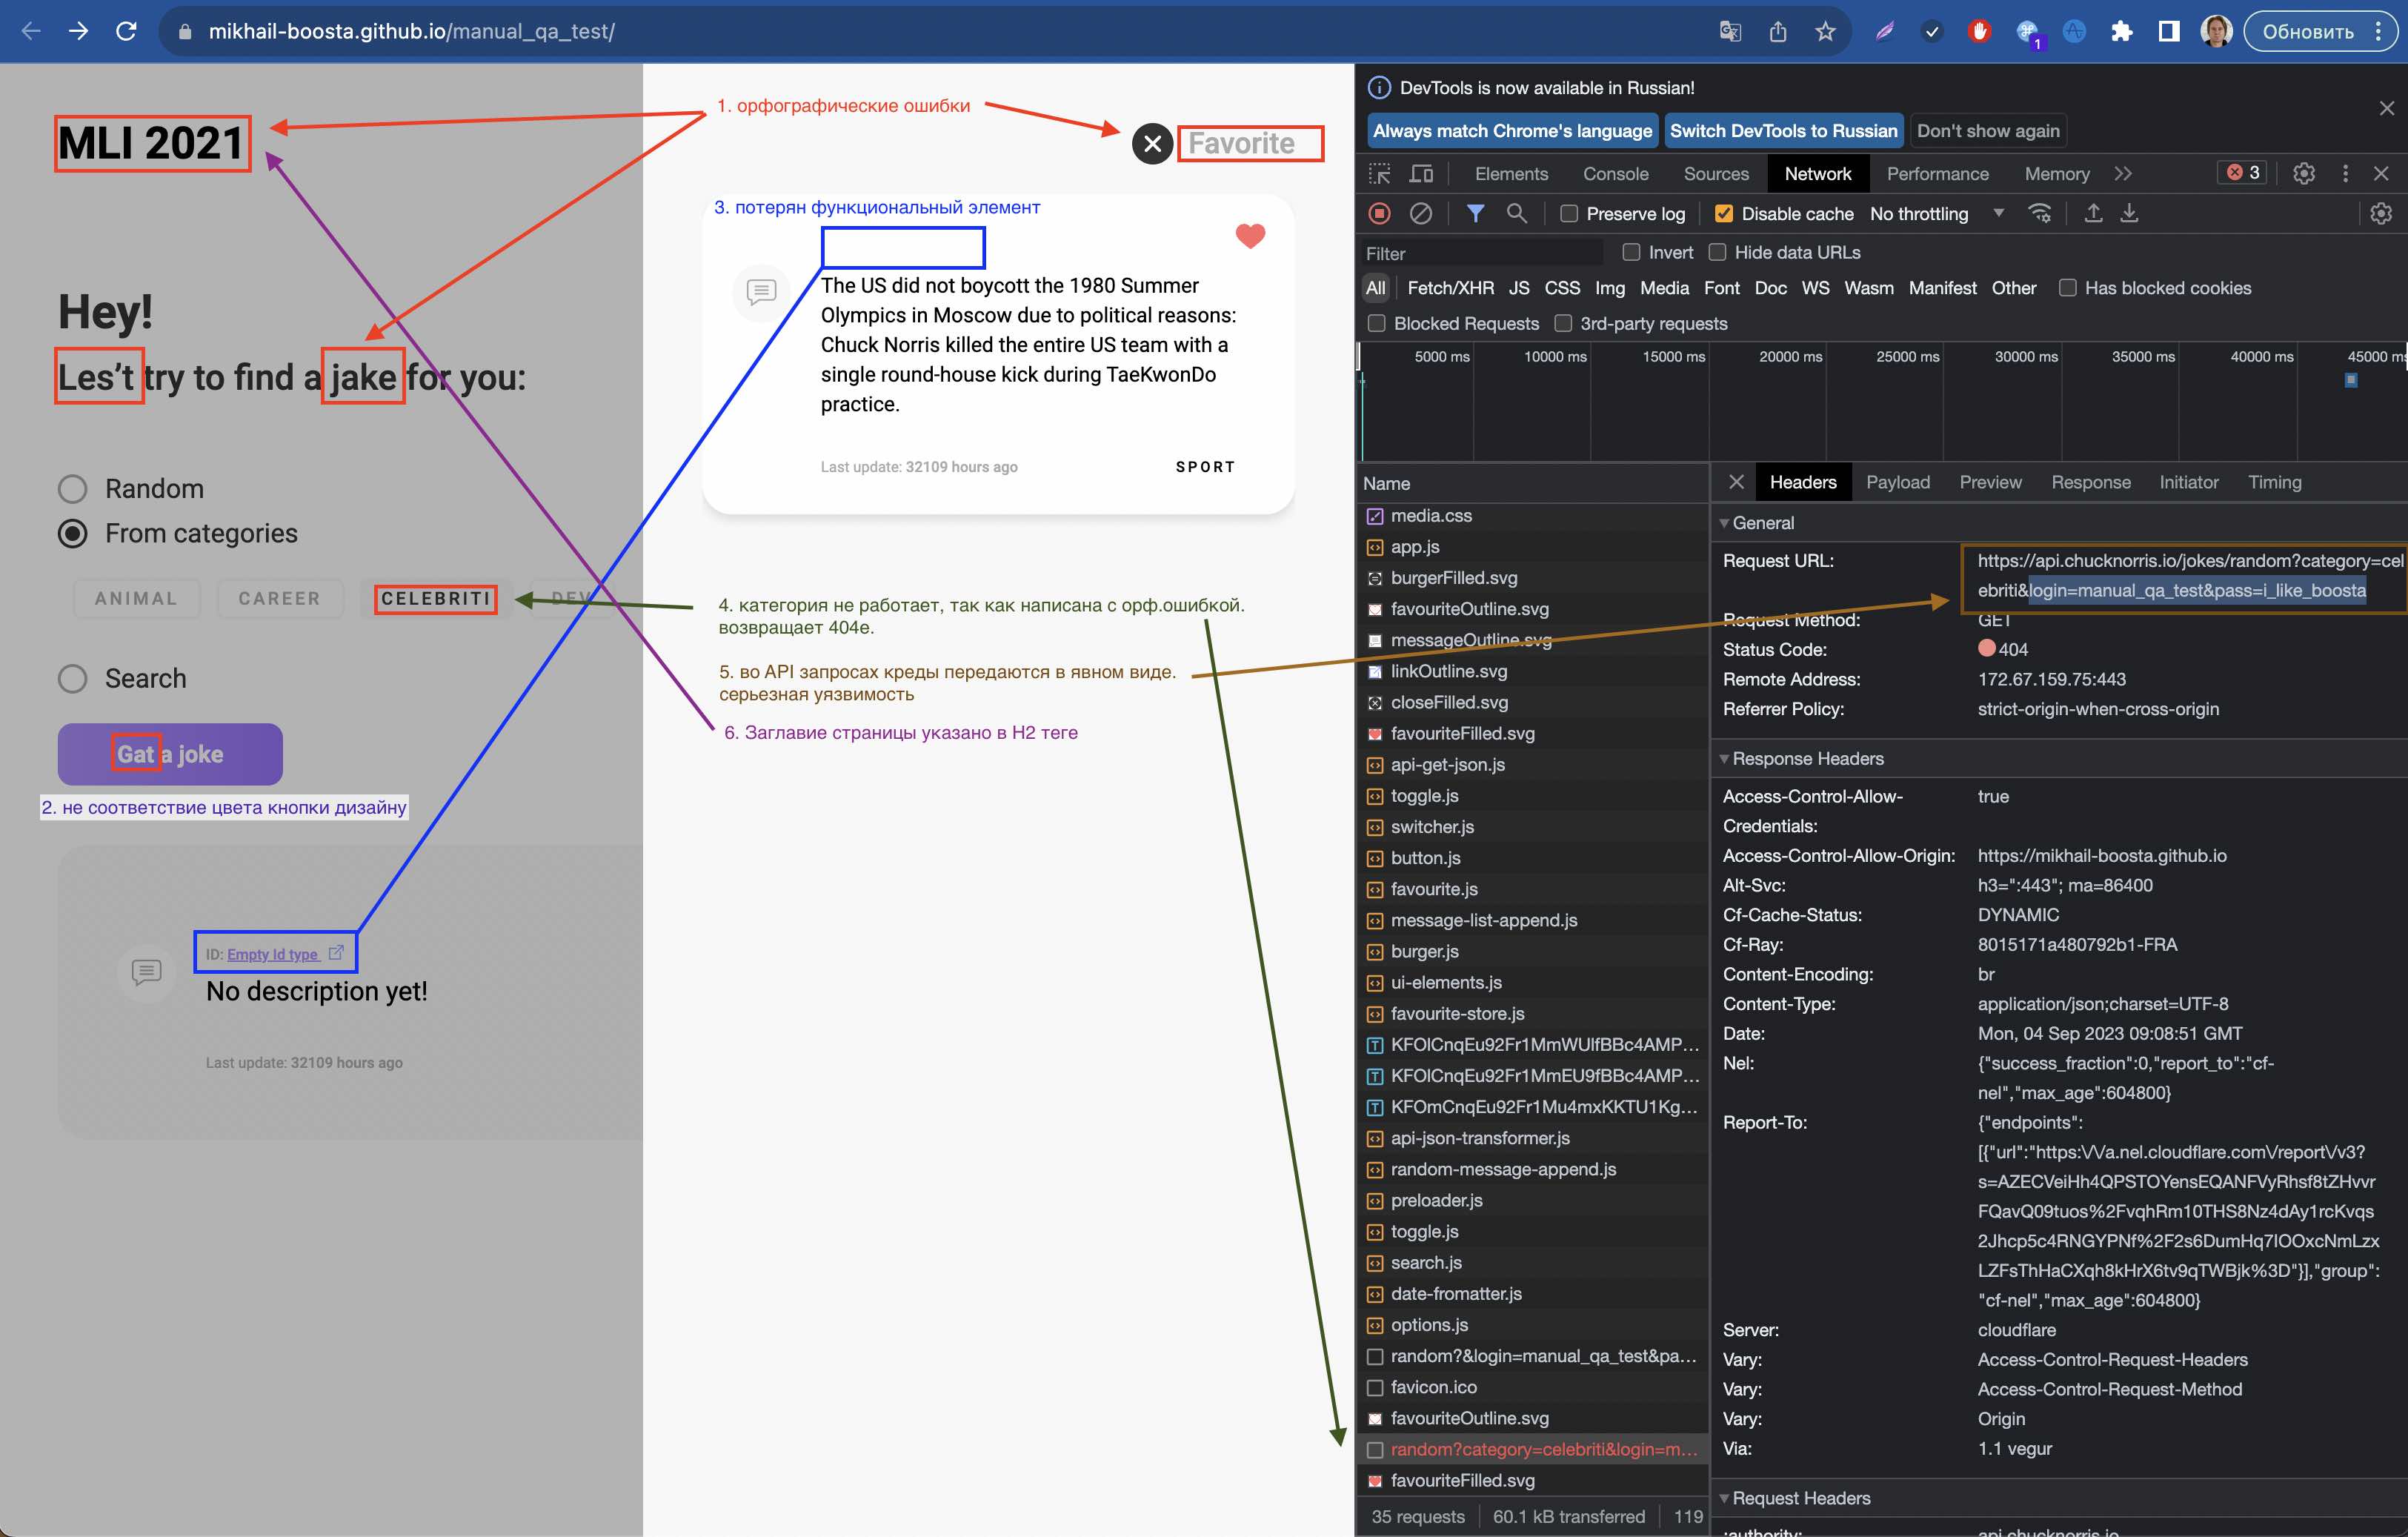 mikhail-boosta.github.io/manual_qa_test/
1
Обновить
MLI 2021
Hey!
Les't try to find a jake for you:
Random
From categories
ANIMAL
CAREER
CELEBRITI
DEV
Search
Gat a joke
2. не соответствие цвета кнопки дизайну
ID: Empty Id type
No description yet!
Last update: 32109 hours ago
1. орфографические ошибки
Favorite
3. потерян функциональный элемент
The US did not boycott the 1980 Summer
Olympics in Moscow due to political reasons:
Chuck Norris killed the entire US team with a
single round-house kick during TaeKwonDo
practice.
Last update: 32109 hours ago
SPORT
4. категория не работает, так как написана с орф.ошибкой.
возвращает 404е.
5. во API запросах креды передаются в явном виде.
серьезная уязвимость
6. Заглавие страницы указано в H2 теге
DevTools is now available in Russian!
Always match Chrome's language
Switch DevTools to Russian
Don't show again
Elements
Console
Sources
Network
Performance
Memory
3
Preserve log
Disable cache
No throttling
Filter
Invert
Hide data URLs
All
Fetch/XHR
JS
CSS
Img
Media
Font
Doc
WS
Wasm
Manifest
Other
Has blocked cookies
Blocked Requests
3rd-party requests
5000 ms
10000 ms
15000 ms
20000 ms
25000 ms
30000 ms
35000 ms
40000 ms
45000 ms
Name
media.css
app.js
burgerFilled.svg
favouriteOutline.svg
messageOutline.svg
linkOutline.svg
closeFilled.svg
favouriteFilled.svg
api-get-json.js
toggle.js
switcher.js
button.js
favourite.js
message-list-append.js
burger.js
ui-elements.js
favourite-store.js
KFOlCnqEu92Fr1MmWUlfBBc4AMP…
KFOlCnqEu92Fr1MmEU9fBBc4AMP…
KFOmCnqEu92Fr1Mu4mxKKTU1Kg…
api-json-transformer.js
random-message-append.js
preloader.js
toggle.js
search.js
date-fromatter.js
options.js
random?&login=manual_qa_test&pa…
favicon.ico
favouriteOutline.svg
random?category=celebriti&login=m…
favouriteFilled.svg
35 requests
60.1 kB transferred
119
Headers
Payload
Preview
Response
Initiator
Timing
General
Request URL:
https://api.chucknorris.io/jokes/random?category=cel
ebriti&login=manual_qa_test&pass=i_like_boosta
Request Method:
GET
Status Code:
404
Remote Address:
172.67.159.75:443
Referrer Policy:
strict-origin-when-cross-origin
Response Headers
Access-Control-Allow-
Credentials:
true
Access-Control-Allow-Origin:
https://mikhail-boosta.github.io
Alt-Svc:
h3=":443"; ma=86400
Cf-Cache-Status:
DYNAMIC
Cf-Ray:
8015171a480792b1-FRA
Content-Encoding:
br
Content-Type:
application/json;charset=UTF-8
Date:
Mon, 04 Sep 2023 09:08:51 GMT
Nel:
{"success_fraction":0,"report_to":"cf-
nel","max_age":604800}
Report-To:
{"endpoints":
[{"url":"https:\/\/a.nel.cloudflare.com\/report\/v3?
s=AZECVeiHh4QPSTOYensEQANFVyRhsf8tZHvvr
FQavQ09tuos%2FvqhRm10THS8Nz4dAy1rcKvqs
2Jhcp5c4RNGYPNf%2F2s6DumHq7IOOxcNmLzx
LZFsThHaCXqh8kHrX6tv9qTWBjk%3D"}],"group":
"cf-nel","max_age":604800}
Server:
cloudflare
Vary:
Access-Control-Request-Headers
Vary:
Access-Control-Request-Method
Vary:
Origin
Via:
1.1 vegur
Request Headers
:authority:
api.chucknorris.io